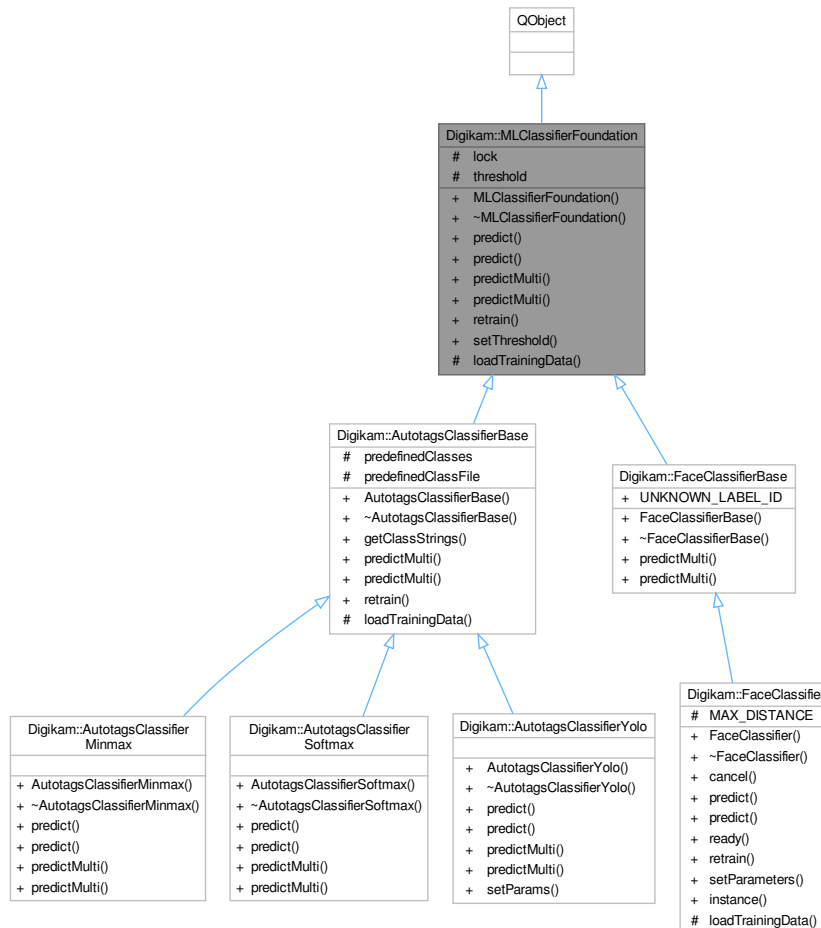 QObject
Digikam::MLClassifierFoundation
# lock
# threshold
+ MLClassifierFoundation()
+ ~MLClassifierFoundation()
+ predict()
+ predict()
+ predictMulti()
+ predictMulti()
+ retrain()
+ setThreshold()
# loadTrainingData()
Digikam::AutotagsClassifierBase
# predefinedClasses
# predefinedClassFile
+ AutotagsClassifierBase()
+ ~AutotagsClassifierBase()
+ getClassStrings()
+ predictMulti()
+ predictMulti()
+ retrain()
# loadTrainingData()
Digikam::FaceClassifierBase
+ UNKNOWN_LABEL_ID
+ FaceClassifierBase()
+ ~FaceClassifierBase()
+ predictMulti()
+ predictMulti()
Digikam::AutotagsClassifier
Minmax
+ AutotagsClassifierMinmax()
+ ~AutotagsClassifierMinmax()
+ predict()
+ predict()
+ predictMulti()
+ predictMulti()
Digikam::AutotagsClassifier
Softmax
+ AutotagsClassifierSoftmax()
+ ~AutotagsClassifierSoftmax()
+ predict()
+ predict()
+ predictMulti()
+ predictMulti()
Digikam::AutotagsClassifierYolo
+ AutotagsClassifierYolo()
+ ~AutotagsClassifierYolo()
+ predict()
+ predict()
+ predictMulti()
+ predictMulti()
+ setParams()
Digikam::FaceClassifie
# MAX_DISTANCE
+ FaceClassifier()
+ ~FaceClassifier()
+ cancel()
+ predict()
+ predict()
+ ready()
+ retrain()
+ setParameters()
+ instance()
# loadTrainingData()